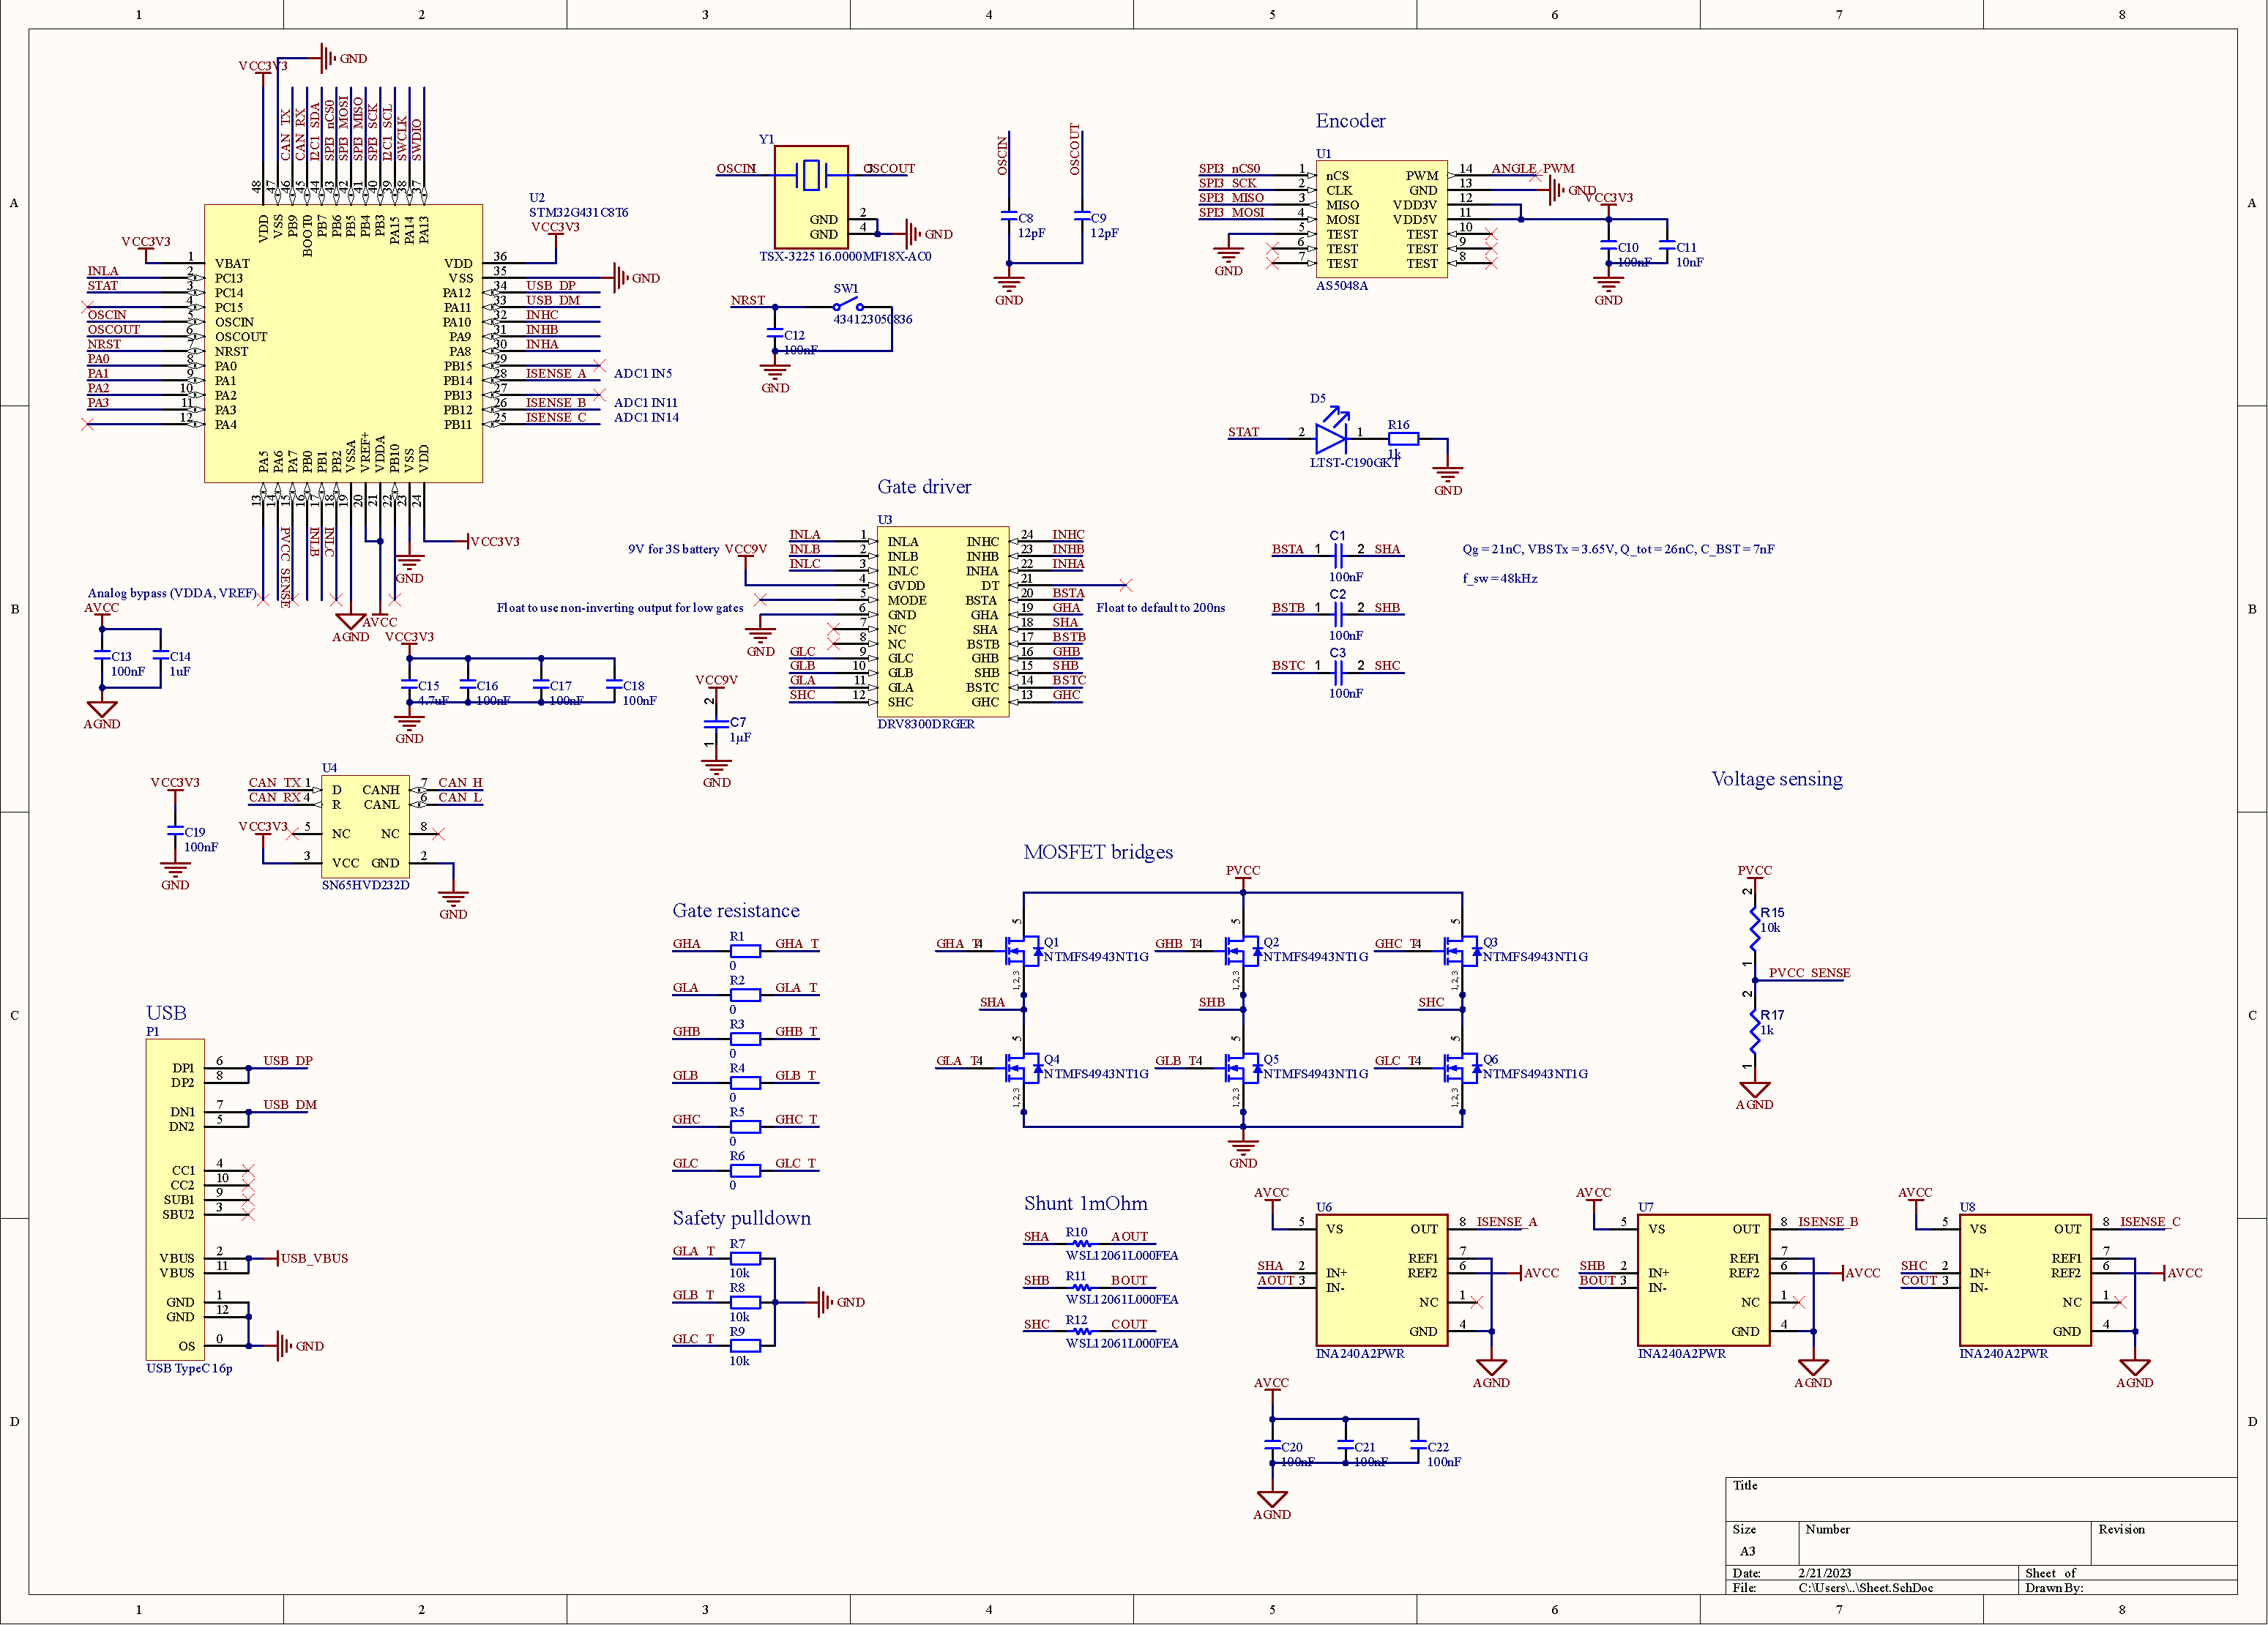 1 2 3 4 5 6 7 8
A
B
C
D
A
B
C
D
VCC3V3
GND
CAN_TX
CAN_RX
I2C1_SDA
SPI3_nCS0
SPI3_MOSI
SPI3_MISO
SPI3_SCK
I2C1_SCL
SWCLK
SWDIO
48 47 46 45 44 43 42 41 40 39 38 37
VDD VSS PB9 BOOT0 PB7 PB6 PB5 PB4 PB3 PA15 PA14 PA13
U2
STM32G431C8T6
VCC3V3
VCC3V3
1 VBAT
INLA 2 PC13
STAT 3 PC14
4 PC15
OSCIN 5 OSCIN
OSCOUT 6 OSCOUT
NRST 7 NRST
PA0 8 PA0
PA1 9 PA1
PA2 10 PA2
PA3 11 PA3
12 PA4
VDD 36
VSS 35 GND
PA12 34 USB_DP
PA11 33 USB_DM
PA10 32 INHC
PA9 31 INHB
PA8 30 INHA
PB15 29
PB14 28 ISENSE_A ADC1 IN5
PB13 27
PB12 26 ISENSE_B ADC1 IN11
PB11 25 ISENSE_C ADC1 IN14
PA5 PA6 PA7 PB0 PB1 PB2 VSSA VREF+ VDDA PB10 VSS VDD
13 14 15 16 17 18 19 20 21 22 23 24
PVCC_SENSE
INLB
INLC
VCC3V3
GND
AGND
AVCC
Analog bypass (VDDA, VREF)
AVCC
C13
100nF
C14
1uF
AGND
VCC3V3
C15
4.7uF
C16
100nF
C17
100nF
C18
100nF
GND
Y1
OSCIN 1
3 OSCOUT
GND 2
GND 4
GND
TSX-3225 16.0000MF18X-AC0
OSCIN
OSCOUT
C8
12pF
C9
12pF
GND
NRST
SW1
434123050836
C12
100nF
GND
Encoder
U1
SPI3_nCS0 1 nCS
SPI3_SCK 2 CLK
SPI3_MISO 3 MISO
SPI3_MOSI 4 MOSI
5 TEST
6 TEST
7 TEST
GND
PWM 14 ANGLE_PWM
GND 13 GND
VDD3V 12
VDD5V 11
TEST 10
TEST 9
TEST 8
AS5048A
VCC3V3
C10
100nF
C11
10nF
GND
STAT 2
D5
1
LTST-C190GKT
R16
1k
GND
Gate driver
U3
9V for 3S battery
VCC9V
Float to use non-inverting output for low gates
INLA 1 INLA
INLB 2 INLB
INLC 3 INLC
4 GVDD
5 MODE
6 GND
7 NC
8 NC
GLC 9 GLC
GLB 10 GLB
GLA 11 GLA
SHC 12 SHC
GND
INHC 24 INHC
INHB 23 INHB
INHA 22 INHA
DT 21
BSTA 20 BSTA
GHA 19 GHA
SHA 18 SHA
BSTB 17 BSTB
GHB 16 GHB
SHB 15 SHB
BSTC 14 BSTC
GHC 13 GHC
Float to default to 200ns
DRV8300DRGER
VCC9V
2
C7
1µF
1
GND
BSTA 1 C1 2 SHA
100nF
BSTB 1 C2 2 SHB
100nF
BSTC 1 C3 2 SHC
100nF
Qg = 21nC, VBSTx = 3.65V, Q_tot = 26nC, C_BST = 7nF
f_sw = 48kHz
VCC3V3
C19
100nF
GND
U4
CAN_TX 1 D
CAN_RX 4 R
VCC3V3
5 NC
3 VCC
CANH 7 CAN_H
CANL 6 CAN_L
NC 8
GND 2
SN65HVD232D
GND
Gate resistance
GHA R1 GHA_T
0
GLA R2 GLA_T
0
GHB R3 GHB_T
0
GLB R4 GLB_T
0
GHC R5 GHC_T
0
GLC R6 GLC_T
0
Safety pulldown
GLA_T R7
10k
GLB_T R8
10k
GND
GLC_T R9
10k
MOSFET bridges
PVCC
5 5 5
GHA_T 4 Q1
NTMFS4943NT1G
GHB_T 4 Q2
NTMFS4943NT1G
GHC_T 4 Q3
NTMFS4943NT1G
1, 2, 3 1, 2, 3 1, 2, 3
SHA SHB SHC
5 5 5
GLA_T 4 Q4
NTMFS4943NT1G
GLB_T 4 Q5
NTMFS4943NT1G
GLC_T 4 Q6
NTMFS4943NT1G
1, 2, 3 1, 2, 3 1, 2, 3
GND
Voltage sensing
PVCC
2
R15
10k
1
PVCC_SENSE
2
R17
1k
1
AGND
USB
P1
DP1 6 USB_DP
DP2 8
DN1 7 USB_DM
DN2 5
CC1 4
CC2 10
SUB1 9
SBU2 3
VBUS 2 USB_VBUS
VBUS 11
GND 1
GND 12
OS 0 GND
USB TypeC 16p
Shunt 1mOhm
SHA R10 AOUT
WSL12061L000FEA
SHB R11 BOUT
WSL12061L000FEA
SHC R12 COUT
WSL12061L000FEA
AVCC
U6
5 VS
SHA 2 IN+
AOUT 3 IN-
OUT 8 ISENSE_A
REF1 7
REF2 6 AVCC
NC 1
GND 4
INA240A2PWR
AGND
AVCC
U7
5 VS
SHB 2 IN+
BOUT 3 IN-
OUT 8 ISENSE_B
REF1 7
REF2 6 AVCC
NC 1
GND 4
INA240A2PWR
AGND
AVCC
U8
5 VS
SHC 2 IN+
COUT 3 IN-
OUT 8 ISENSE_C
REF1 7
REF2 6 AVCC
NC 1
GND 4
INA240A2PWR
AGND
AVCC
C20
100nF
C21
100nF
C22
100nF
AGND
Title
Size Number Revision
A3
Date: 2/21/2023 Sheet of
File: C:\Users\..\Sheet.SchDoc Drawn By:
1 2 3 4 5 6 7 8